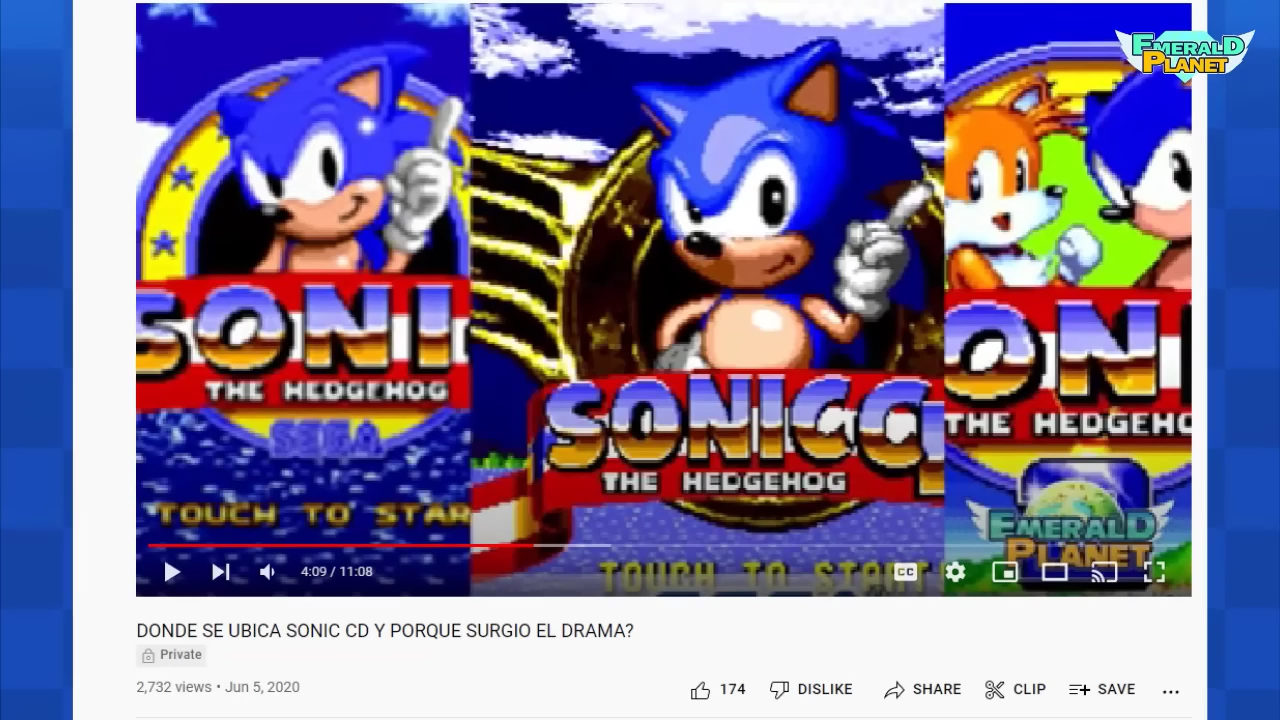 EMERALD
PLANET
SONI
THE HEDGEHOG
SEGA
TOUCH TO STAR
SONIC C
THE HEDGEHOG
TOUCH TO START
ONI
THE HEDGEHO
EMERALD
PLANET
4:09 / 11:08
CC
DONDE SE UBICA SONIC CD Y PORQUE SURGIO EL DRAMA?
Private
2,732 views • Jun 5, 2020
174 DISLIKE SHARE CLIP SAVE ...